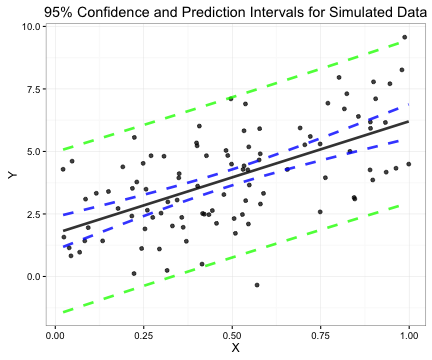 95% Confidence and Prediction Intervals for Simulated Data
10.0
7.5
5.0
2.5
0.0
Y
0.00 0.25 0.50 0.75 1.00
X